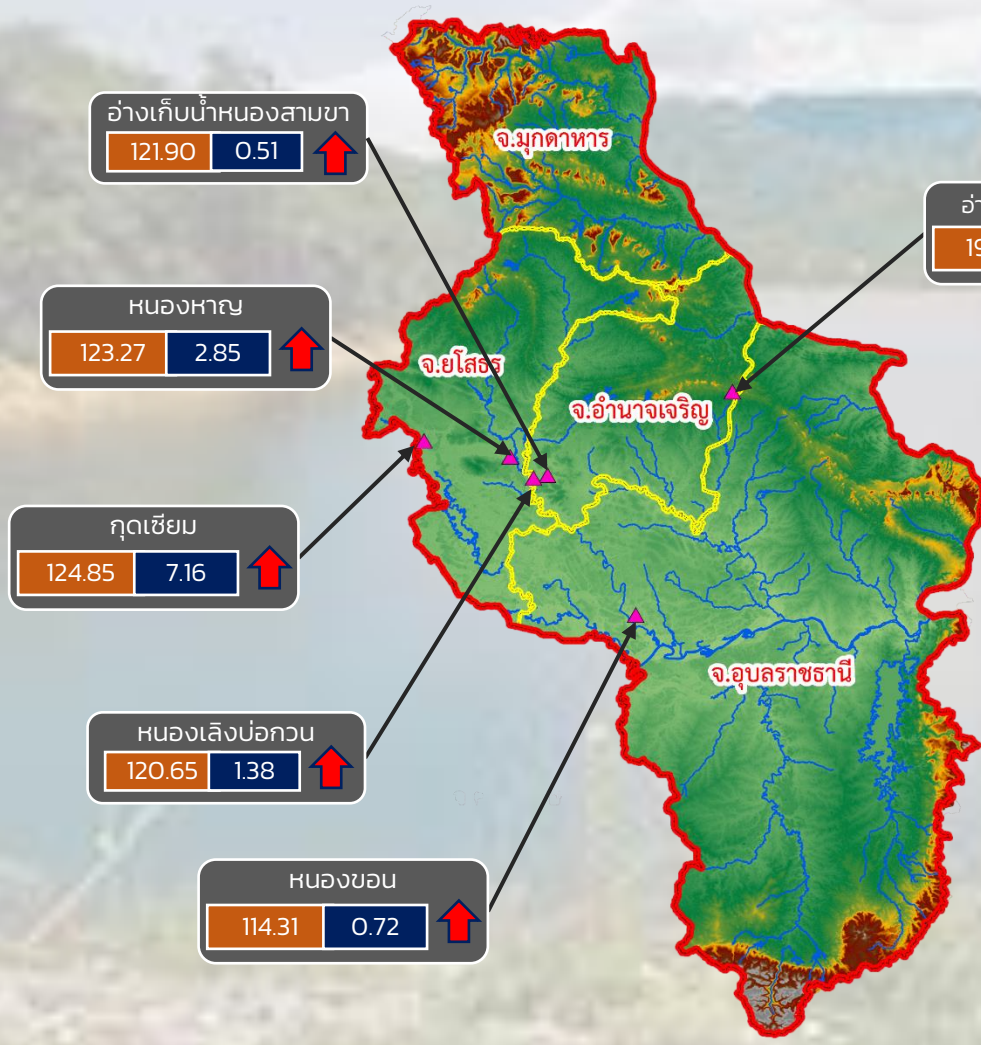 อ่างเก็บน้ำหนองสามขา
121.90 0.51
จ.มุกดาหาร
อ่า
19
หนองหาญ
123.27 2.85
จ.ยโสธร
จ.อำนาจเจริญ
กุดเซียม
124.85 7.16
จ.อุบลราชธานี
หนองเลิงบ่อกวน
120.65 1.38
หนองขอน
114.31 0.72